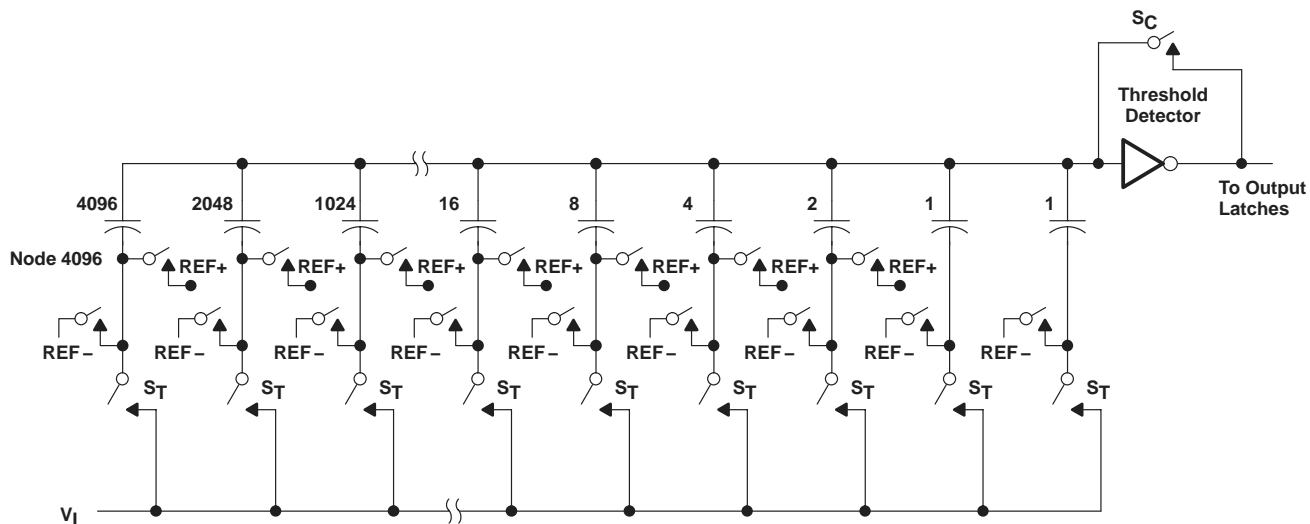 SC
Threshold
Detector
To Output
Latches
4096 2048 1024 16 8 4 2 1 1
Node 4096 REF+ REF+ REF+ REF+ REF+ REF+ REF+
REF− REF− REF− REF− REF− REF− REF− REF− REF−
ST ST ST ST ST ST ST ST ST
VI